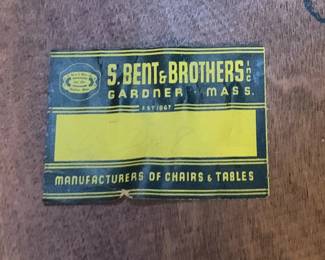 S. BENT & BROTHERS INC
GARDNER · MASS.
EST 1867
MANUFACTURERS OF CHAIRS & TABLES